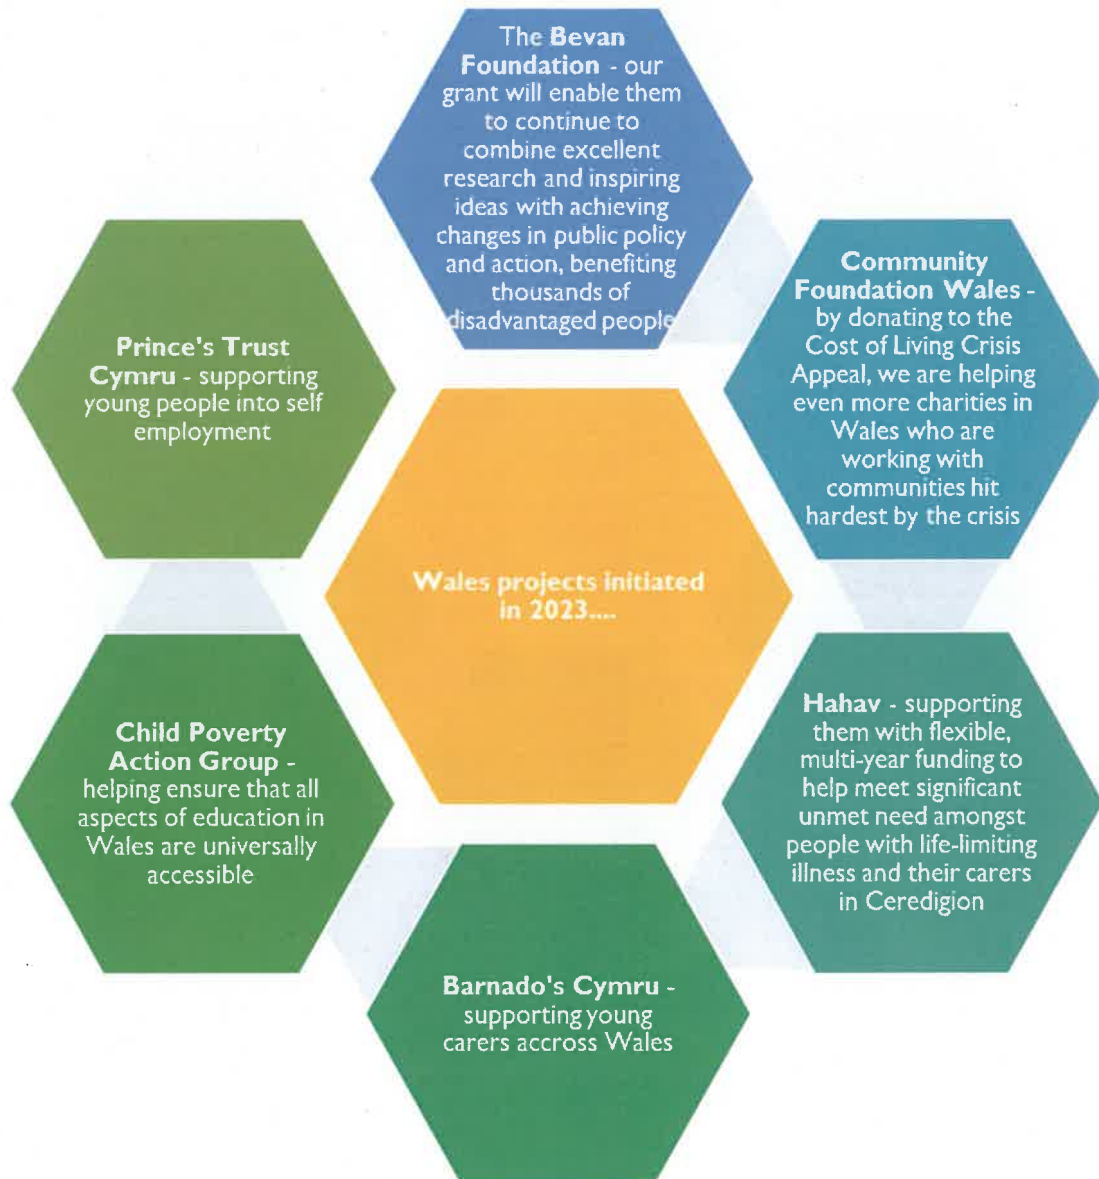 The Bevan
Foundation - our
grant will enable them
to continue to
combine excellent
research and inspiring
ideas with achieving
changes in public policy
and action, benefiting
thousands of
disadvantaged people
Community
Foundation Wales -
by donating to the
Cost of Living Crisis
Appeal, we are helping
even more charities in
Wales who are
working with
communities hit
hardest by the crisis
Hahav - supporting
them with flexible,
multi-year funding to
help meet significant
unmet need amongst
people with life-limiting
illness and their carers
in Ceredigion
Barnado's Cymru -
supporting young
carers accross Wales
Child Poverty
Action Group -
helping ensure that all
aspects of education in
Wales are universally
accessible
Prince's Trust
Cymru - supporting
young people into self
employment
Wales projects initiated
in 2023....